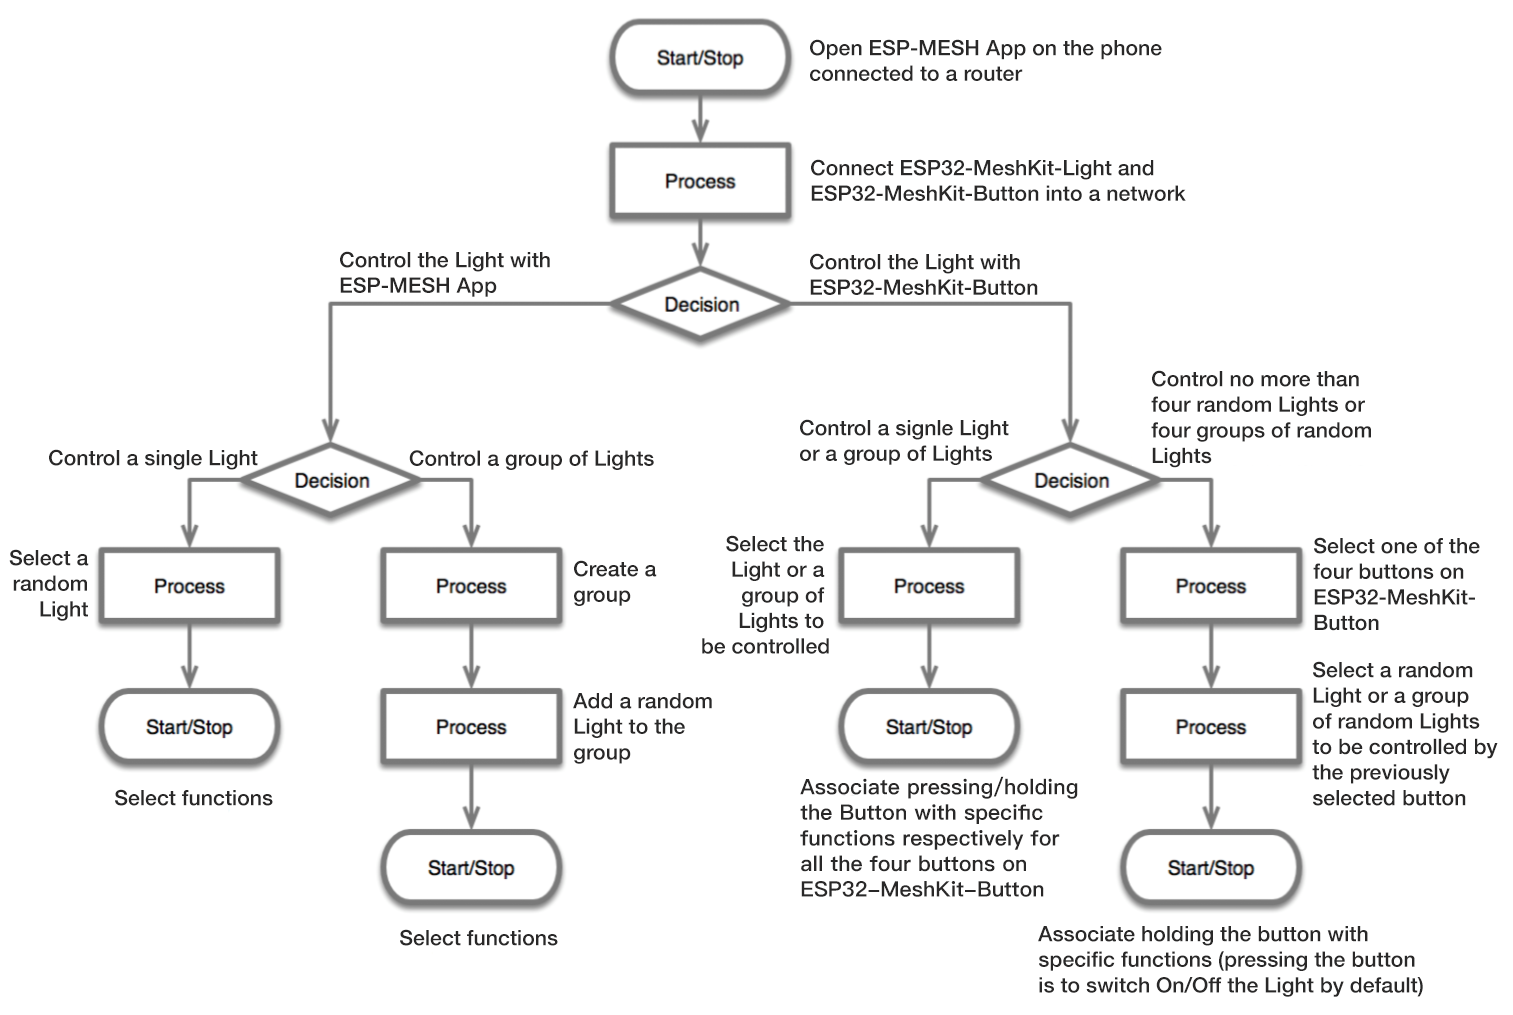 Start/Stop
Open ESP-MESH App on the phone
connected to a router
Process
Connect ESP32-MeshKit-Light and
ESP32-MeshKit-Button into a network
Control the Light with
ESP-MESH App
Decision
Control the Light with
ESP32-MeshKit-Button
Control a single Light
Decision
Control a group of Lights
Select a
random
Light
Process
Start/Stop
Select functions
Process
Create a
group
Process
Add a random
Light to the
group
Start/Stop
Select functions
Control a signle Light
or a group of Lights
Decision
Control no more than
four random Lights or
four groups of random
Lights
Select the
Light or a
group of
Lights to
be controlled
Process
Start/Stop
Associate pressing/holding
the Button with specific
functions respectively for
all the four buttons on
ESP32–MeshKit–Button
Process
Select one of the
four buttons on
ESP32-MeshKit-
Button
Process
Select a random
Light or a group
of random Lights
to be controlled by
the previously
selected button
Start/Stop
Associate holding the button with
specific functions (pressing the button
is to switch On/Off the Light by default)